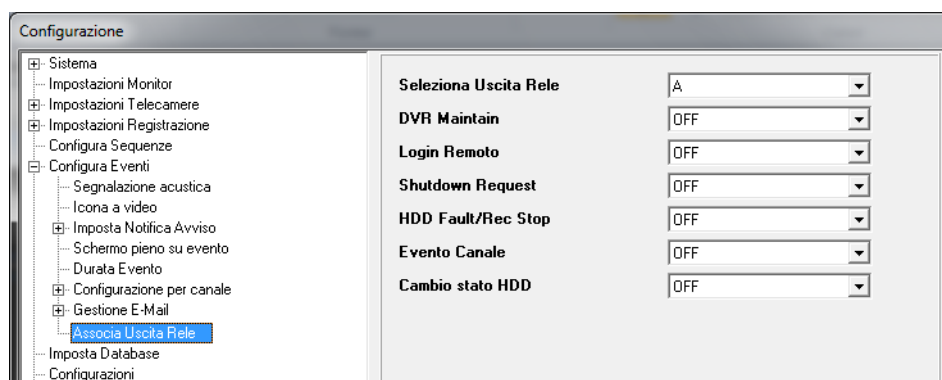 Configurazione
Sistema
Impostazioni Monitor
Impostazioni Telecamere
Impostazioni Registrazione
Configura Sequenze
Configura Eventi
Segnalazione acustica
Icona a video
Imposta Notifica Avviso
Schermo pieno su evento
Durata Evento
Configurazione per canale
Gestione E-Mail
Associa Uscita Rele
Imposta Database
Configurazioni
Seleziona Uscita Rele A
DVR Maintain OFF
Login Remoto OFF
Shutdown Request OFF
HDD Fault/Rec Stop OFF
Evento Canale OFF
Cambio stato HDD OFF